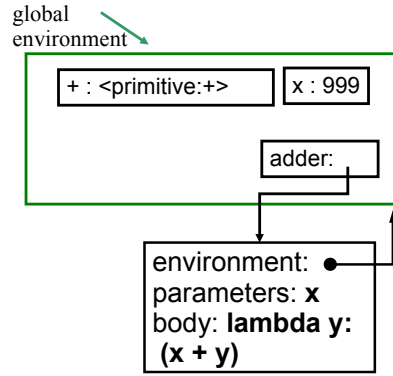 global
environment
+ : <primitive:+>
x : 999
adder:
environment:
parameters: x
body: lambda y:
(x + y)